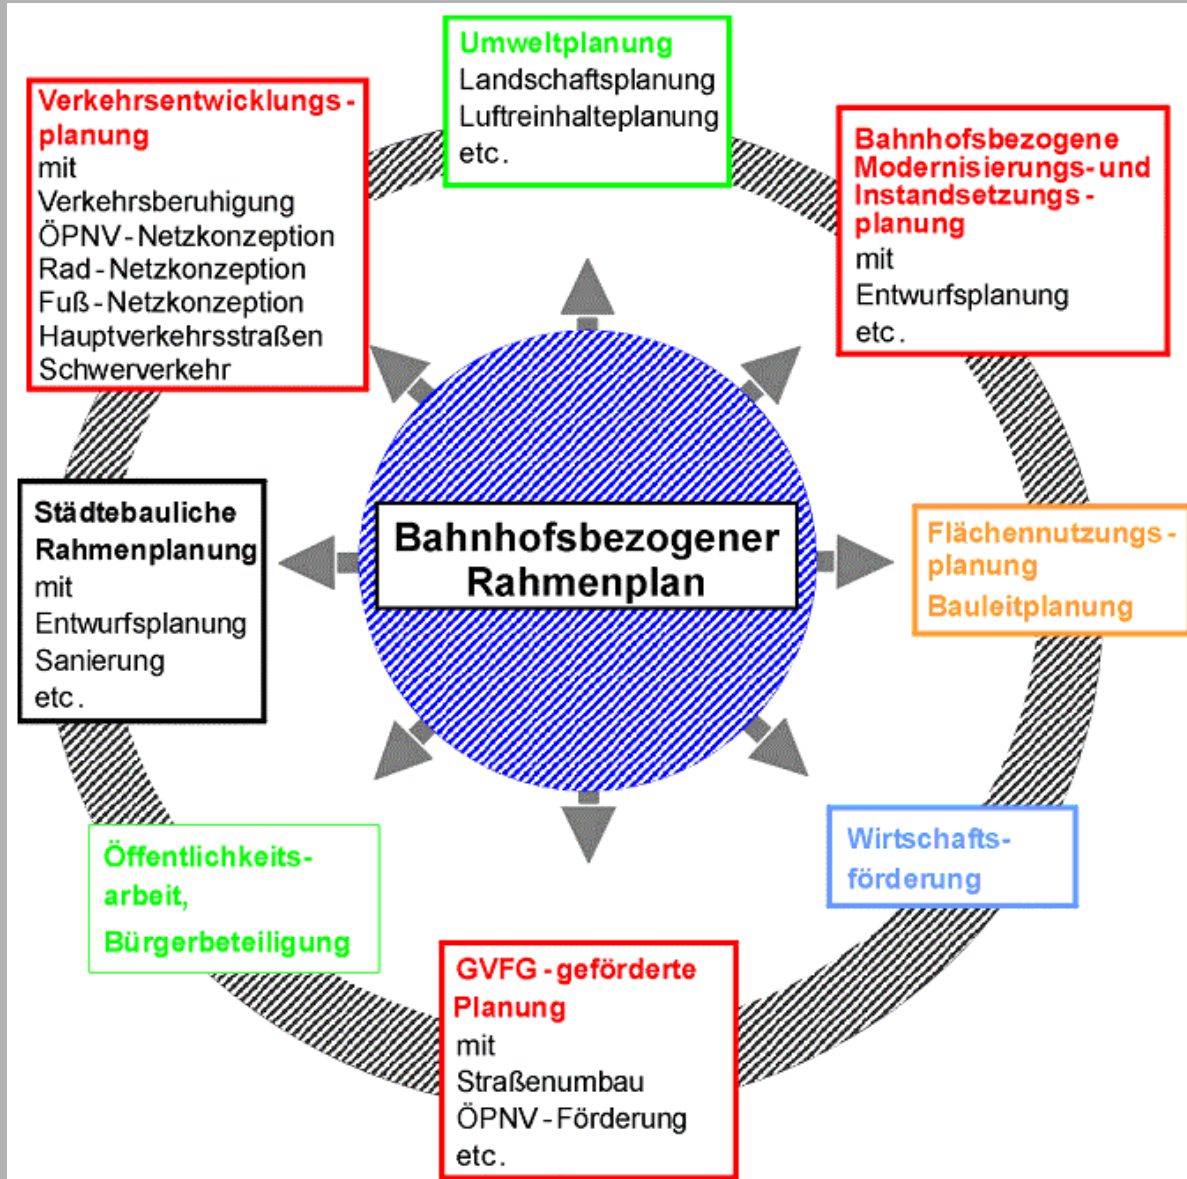 Umweltplanung
Landschaftsplanung
Luftreinhalteplanung
etc.
Verkehrsentwicklungs-
planung
mit
Verkehrsberuhigung
ÖPNV-Netzkonzeption
Rad-Netzkonzeption
Fuß-Netzkonzeption
Hauptverkehrsstraßen
Schwerverkehr
Bahnhofsbezogene
Modernisierungs-und
Instandsetzungs-
planung
mit
Entwurfsplanung
etc.
Städtebauliche
Rahmenplanung
mit
Entwurfsplanung
Sanierung
etc.
Bahnhofsbezogener
Rahmenplan
Flächennutzungs-
planung
Bauleitplanung
Öffentlichkeits-
arbeit,
Bürgerbeteiligung
Wirtschafts-
förderung
GVFG-geförderte
Planung
mit
Straßenumbau
ÖPNV-Förderung
etc.